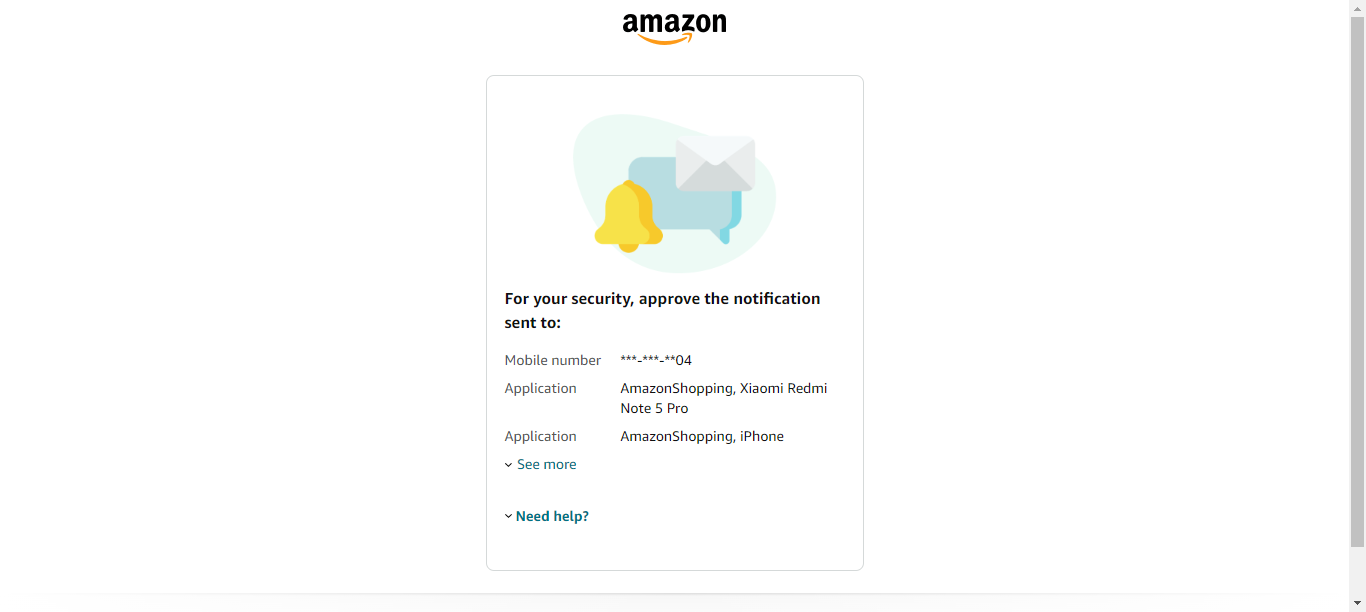 amazon
For your security, approve the notification
sent to:
Mobile number ***-***-**04
Application AmazonShopping, Xiaomi Redmi
Note 5 Pro
Application AmazonShopping, iPhone
See more
Need help?